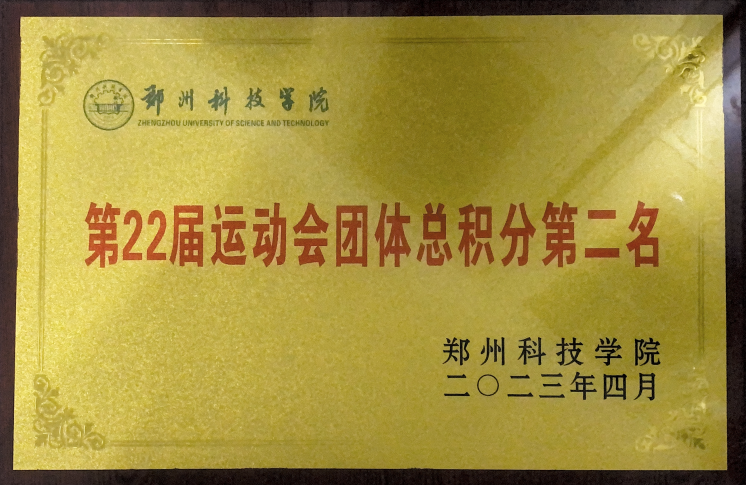 郑州科技学院
ZHENGZHOU UNIVERSITY OF SCIENCE AND TECHNOLOGY
第22届运动会团体总积分第二名
郑州科技学院
二〇二三年四月